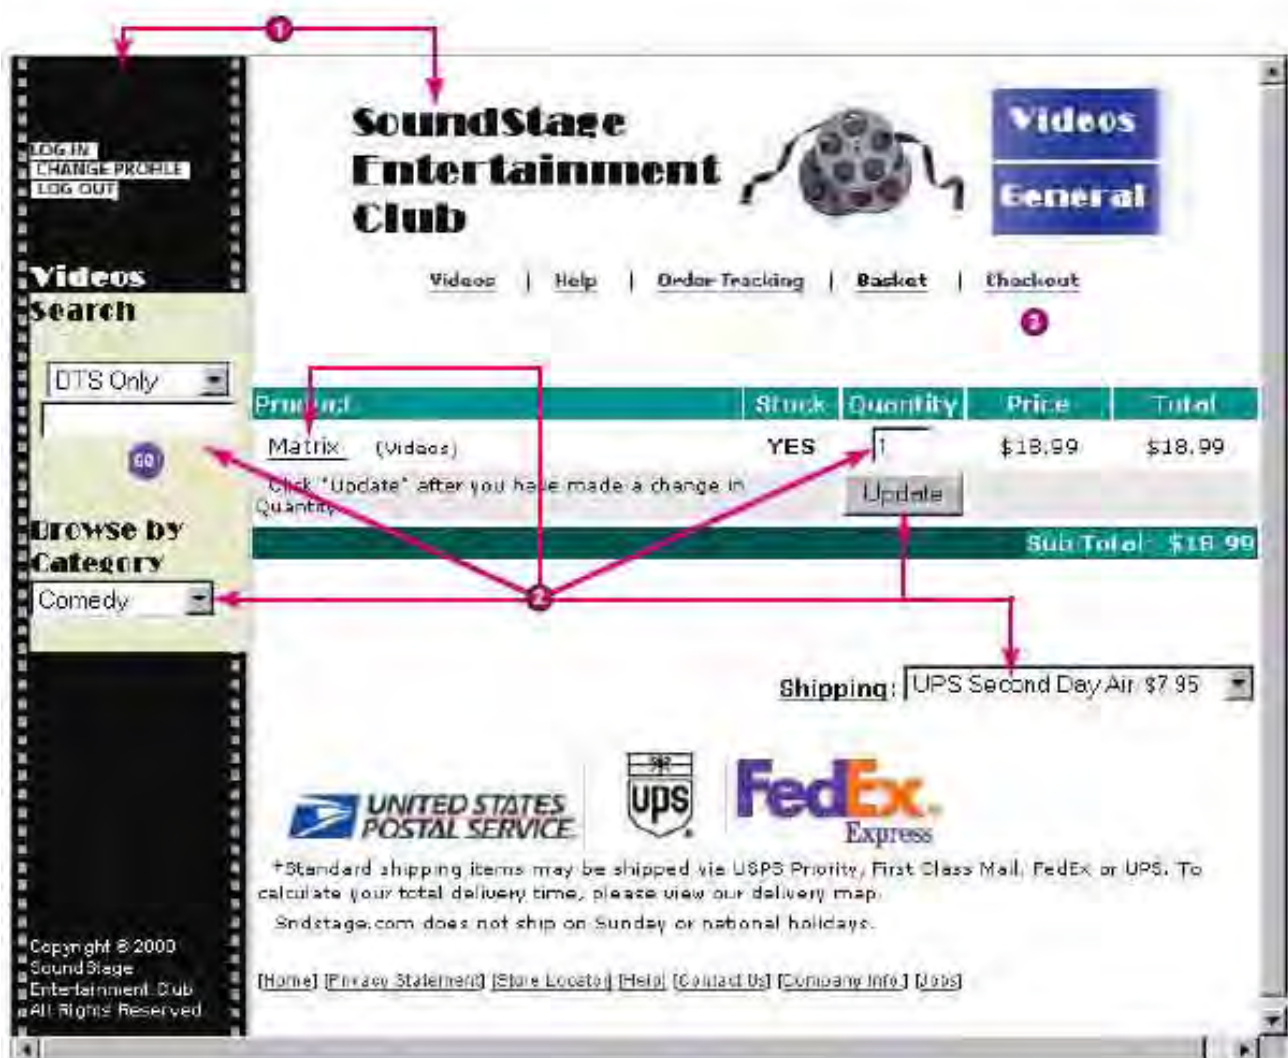 1
LOG IN
CHANGE PROFILE
LOG OUT
SoundStage
Entertainment
Club
Videos
General
Videos | Help | Order Tracking | Basket | Checkout
3
Videos
Search
DTS Only
GO
Browse by
Category
Comedy
Product Stock Quantity Price Total
Matrix (Videos) YES 1 $18.99 $18.99
Click "Update" after you have made a change in
Quantity
Update
Sub Total: $18.99
2
Shipping: UPS Second Day Air $7.95
UNITED STATES
POSTAL SERVICE
ups
FedEx
Express
*Standard shipping items may be shipped via USPS Priority, First Class Mail, FedEx or UPS. To
calculate your total delivery time, please view our delivery map.
Sndstage.com does not ship on Sunday or national holidays.
[Home] [Privacy Statement] [Store Locator] [Help] [Contact Us] [Company Info] [Jobs]
Copyright © 2000
SoundStage
Entertainment Club
All Rights Reserved